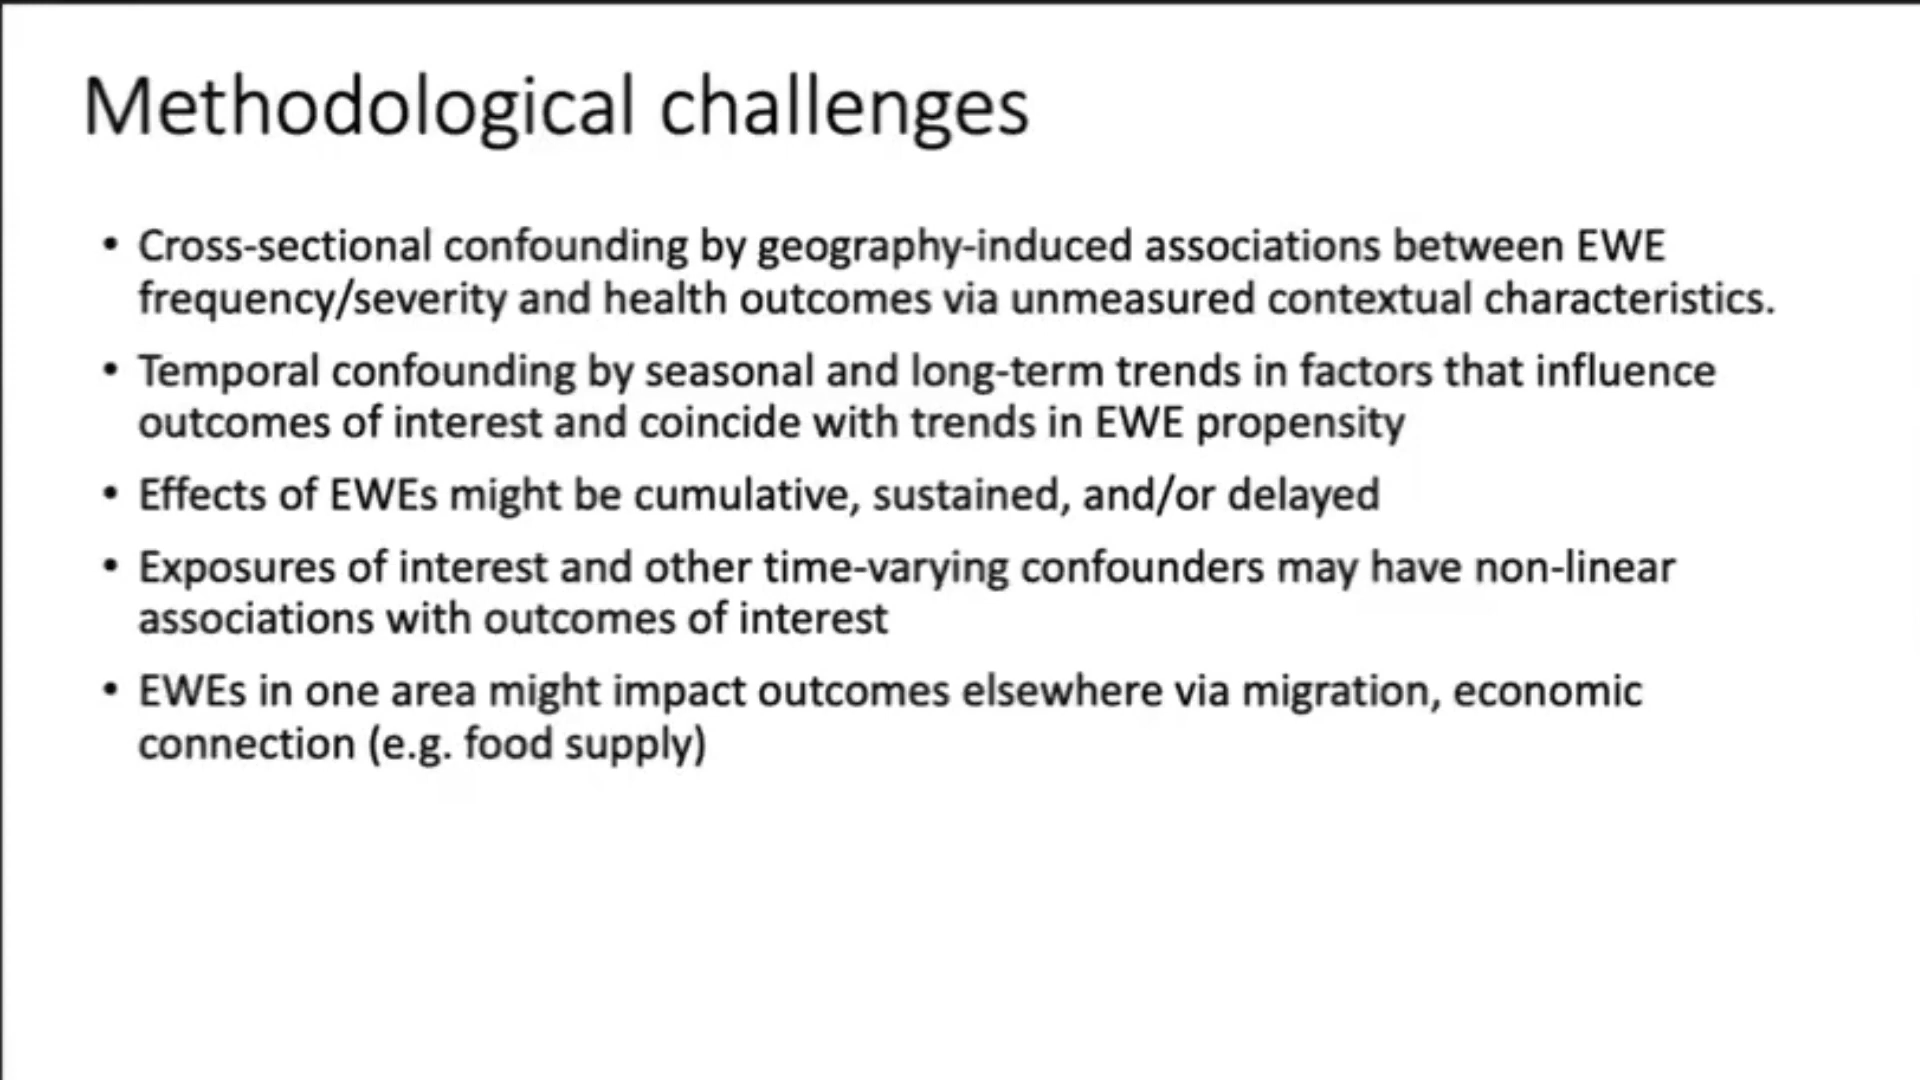 Methodological challenges
• Cross-sectional confounding by geography-induced associations between EWE
frequency/severity and health outcomes via unmeasured contextual characteristics.
• Temporal confounding by seasonal and long-term trends in factors that influence
outcomes of interest and coincide with trends in EWE propensity
• Effects of EWEs might be cumulative, sustained, and/or delayed
• Exposures of interest and other time-varying confounders may have non-linear
associations with outcomes of interest
• EWEs in one area might impact outcomes elsewhere via migration, economic
connection (e.g. food supply)